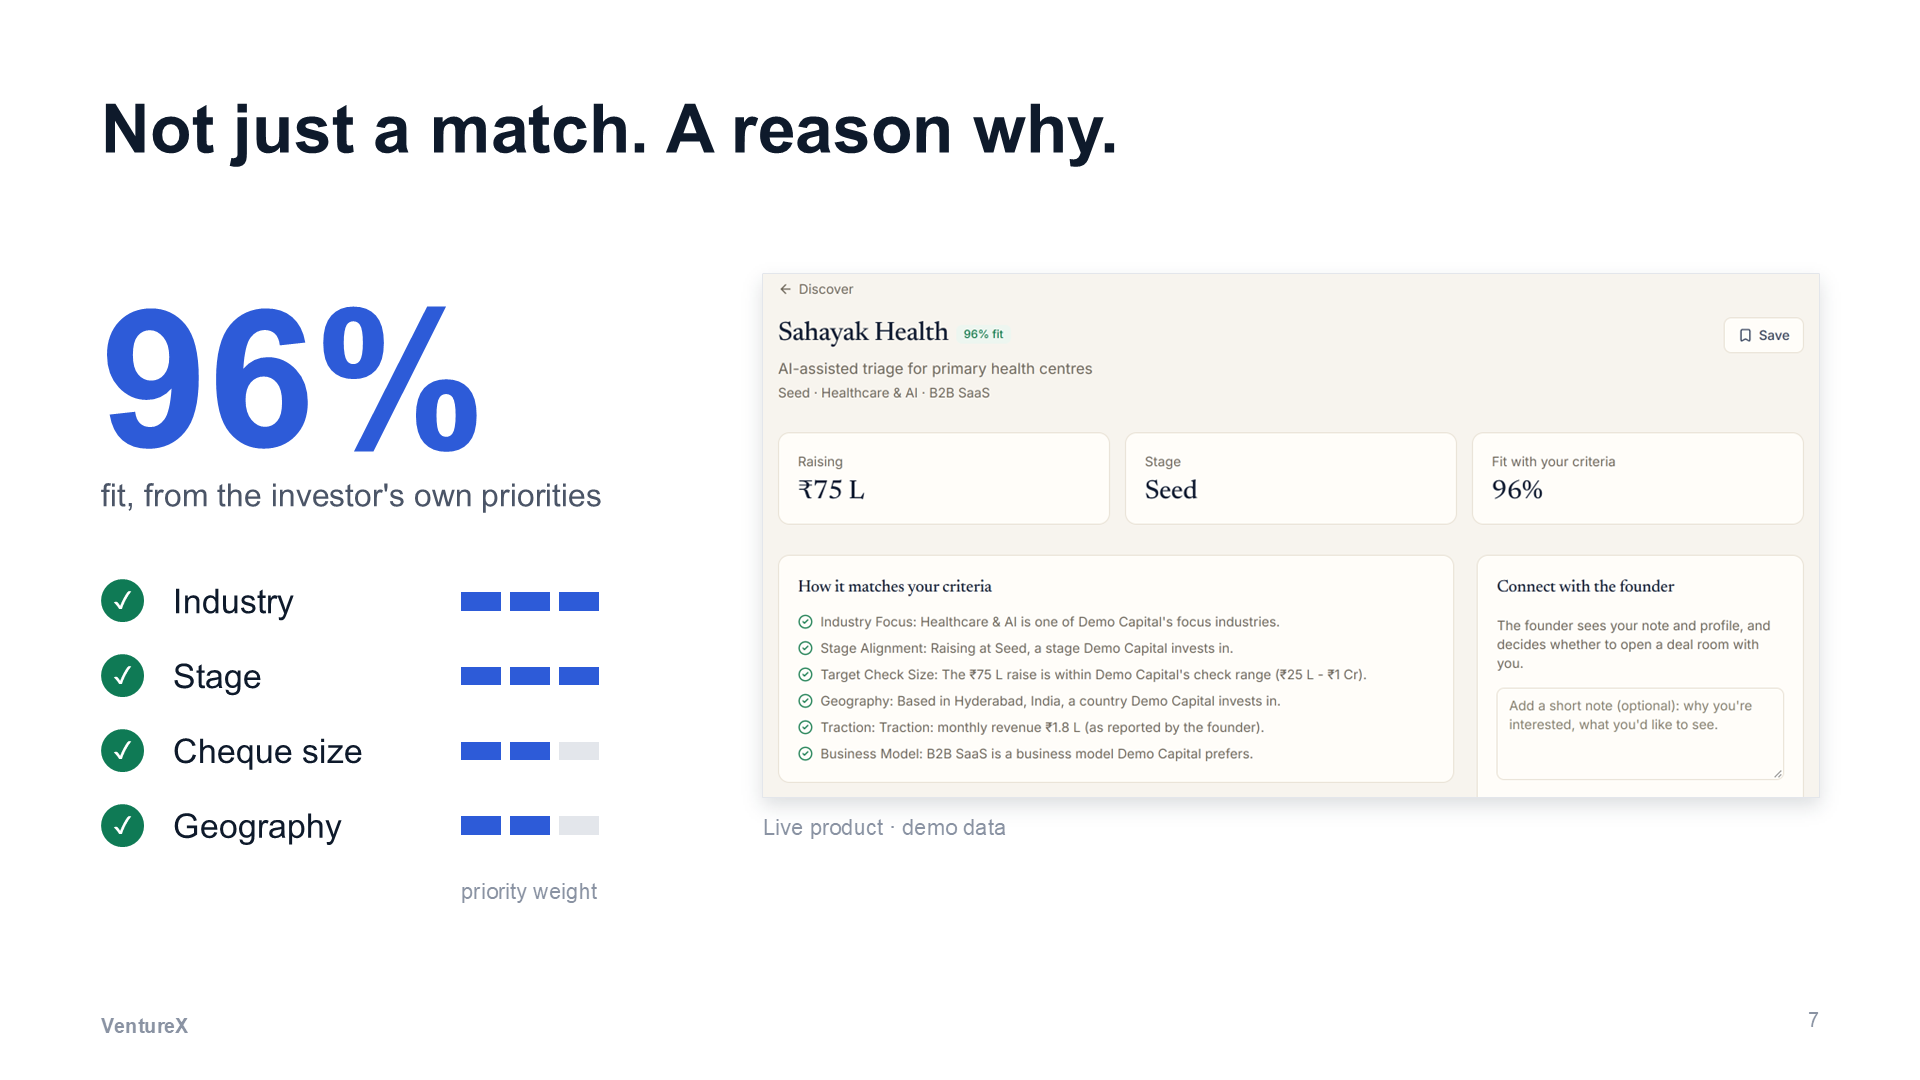 Not just a match. A reason why.
96%
fit, from the investor's own priorities
✓ Industry
✓ Stage
✓ Cheque size
✓ Geography
priority weight
← Discover
Sahayak Health 96% fit
Save
AI-assisted triage for primary health centres
Seed · Healthcare & AI · B2B SaaS
Raising
₹75 L
Stage
Seed
Fit with your criteria
96%
How it matches your criteria
Industry Focus: Healthcare & AI is one of Demo Capital's focus industries.
Stage Alignment: Raising at Seed, a stage Demo Capital invests in.
Target Check Size: The ₹75 L raise is within Demo Capital's check range (₹25 L - ₹1 Cr).
Geography: Based in Hyderabad, India, a country Demo Capital invests in.
Traction: Traction: monthly revenue ₹1.8 L (as reported by the founder).
Business Model: B2B SaaS is a business model Demo Capital prefers.
Connect with the founder
The founder sees your note and profile, and
decides whether to open a deal room with
you.
Add a short note (optional): why you're
interested, what you'd like to see.
Live product · demo data
VentureX
7